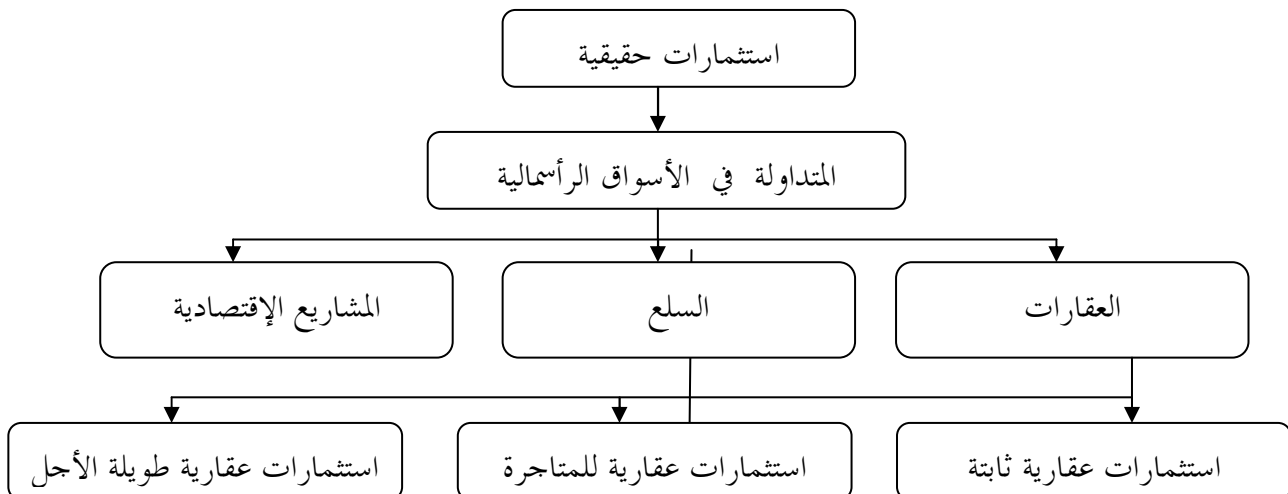 استثمارات حقيقية
المتداولة في الأسواق الرأسمالية
العقارات
السلع
المشاريع الإقتصادية
استثمارات عقارية ثابتة
استثمارات عقارية للمتاجرة
استثمارات عقارية طويلة الأجل